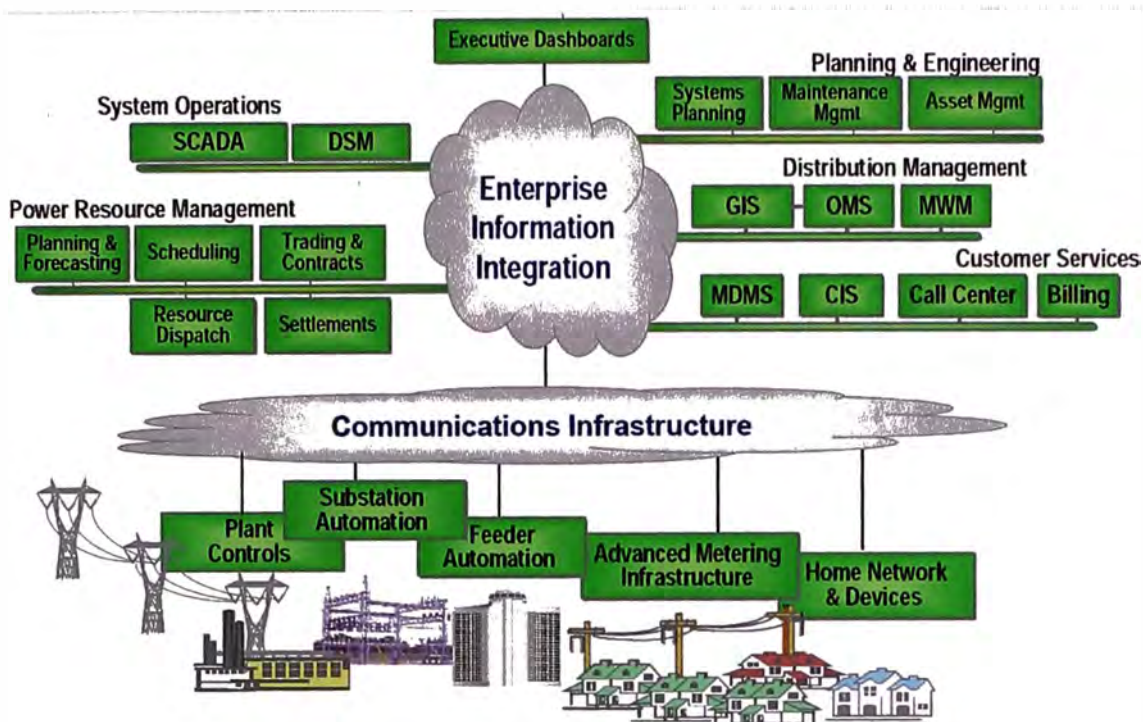 Executive Dashboards
System Operations
SCADA
DSM
Power Resource Management
Planning &
Forecasting
Scheduling
Trading &
Contracts
Resource
Dispatch
Settlements
Enterprise
Information
Integration
Planning & Engineering
Systems
Planning
Maintenance
Mgmt
Asset Mgmt
Distribution Management
GIS
OMS
MWM
Customer Services
MDMS
CIS
Call Center
Billing
Communications Infrastructure
Plant
Controls
Substation
Automation
Feeder
Automation
Advanced Metering
Infrastructure
Home Network
& Devices